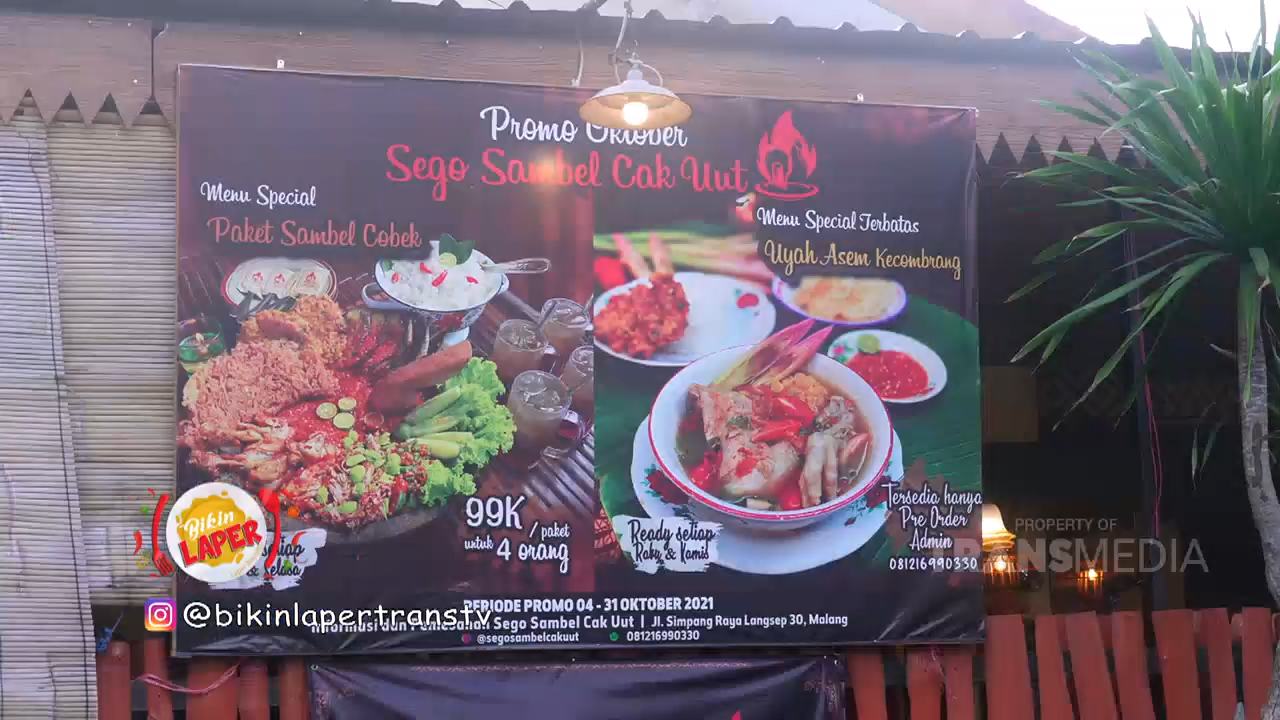 Promo Oktober
Sego Sambel Cak Uut
Menu Special
Paket Sambel Cobek
Menu Special Terbatas
Uyah Asem Kecombrang
99K / paket
untuk 4 orang
Ready setiap
Rabu & Kamis
Tersedia hanya
Pre Order
Admin
081216990330
setiap
& Selasa
PERIODE PROMO 04 - 31 OKTOBER 2021
Informasi dan Pemesanan Sego Sambel Cak Uut | Jl. Simpang Raya Langsep 30, Malang
@segosambelcakuut 081216990330
Bikin
LAPER
@bikinlapertranstv
PROPERTY OF
TRANSMEDIA